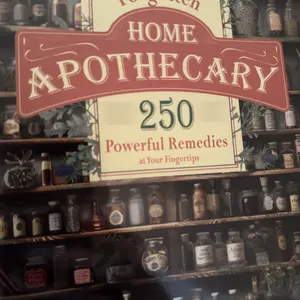 HOME
APOTHECARY
250
Powerful Remedies
at Your Fingertips